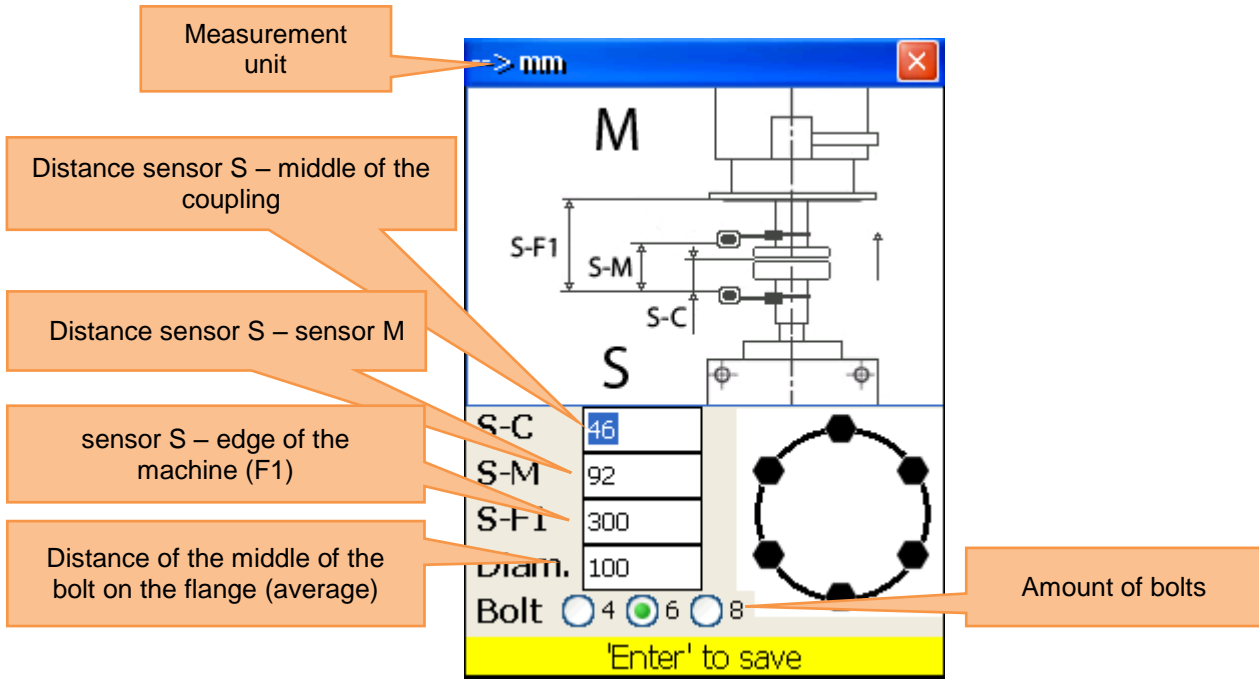 Measurement
unit
--> mm
M
Distance sensor S – middle of the
coupling
S-F1
S-M
S-C
Distance sensor S – sensor M
S
sensor S – edge of the
machine (F1)
S-C 46
S-M 92
S-F1 300
Diam. 100
Distance of the middle of the
bolt on the flange (average)
Bolt 4 6 8
Amount of bolts
'Enter' to save